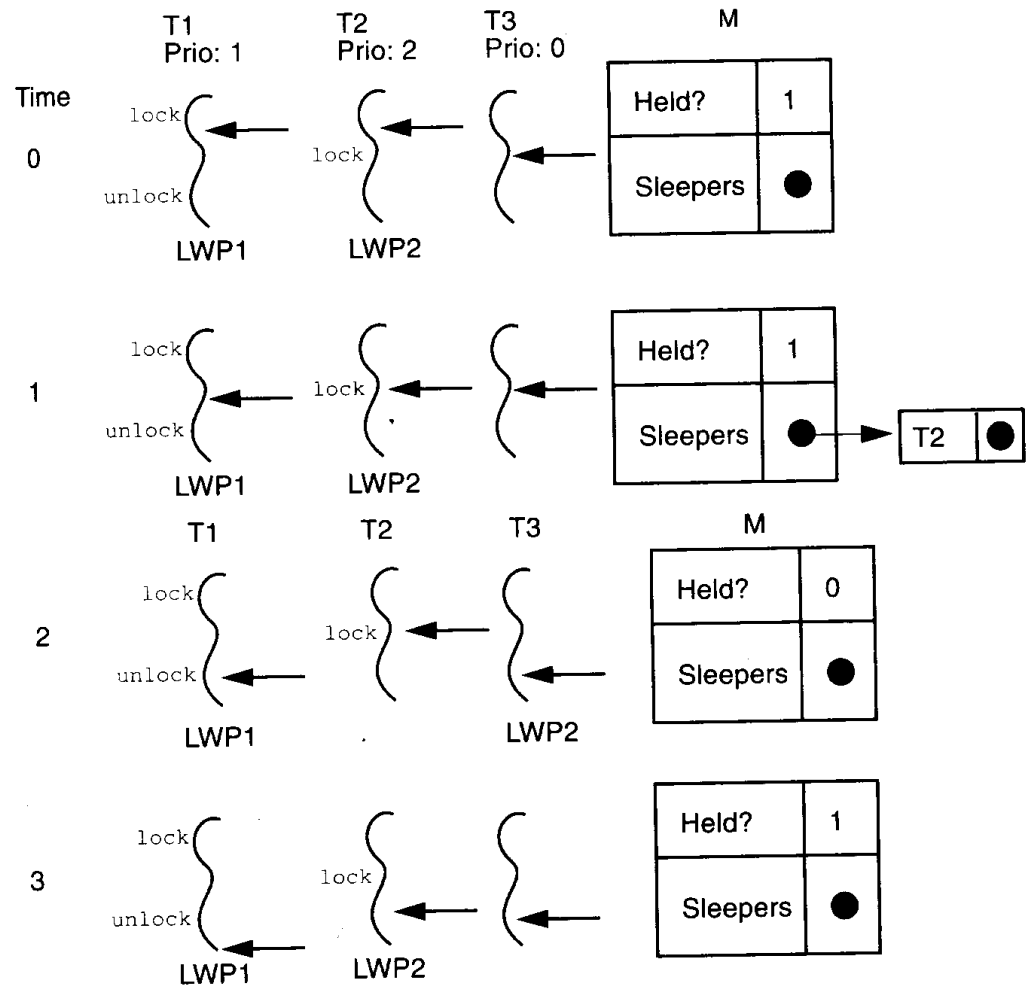 T1 T2 T3 M
Prio: 1 Prio: 2 Prio: 0
Time
lock
Held? 1
0
lock
unlock
Sleepers
LWP1 LWP2
lock
Held? 1
1
lock
unlock
Sleepers
T2
LWP1 LWP2
T1 T2 T3 M
lock
Held? 0
2
lock
unlock
Sleepers
LWP1 LWP2
lock
Held? 1
3
lock
unlock
Sleepers
LWP1 LWP2